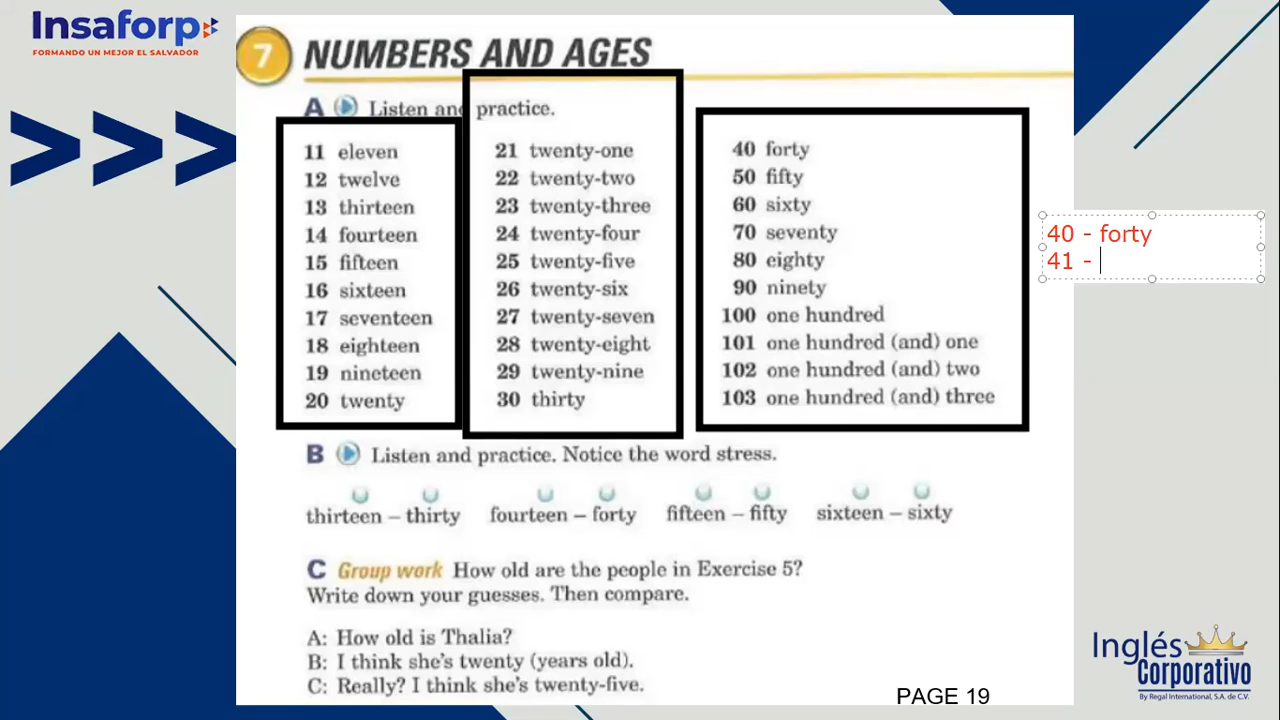 Insaforp
FORMANDO UN MEJOR EL SALVADOR
7 NUMBERS AND AGES
A Listen and practice.
11 eleven
12 twelve
13 thirteen
14 fourteen
15 fifteen
16 sixteen
17 seventeen
18 eighteen
19 nineteen
20 twenty
21 twenty-one
22 twenty-two
23 twenty-three
24 twenty-four
25 twenty-five
26 twenty-six
27 twenty-seven
28 twenty-eight
29 twenty-nine
30 thirty
40 forty
50 fifty
60 sixty
70 seventy
80 eighty
90 ninety
100 one hundred
101 one hundred (and) one
102 one hundred (and) two
103 one hundred (and) three
40 - forty
41 -
B Listen and practice. Notice the word stress.
thirteen – thirty fourteen – forty fifteen – fifty sixteen – sixty
C Group work How old are the people in Exercise 5?
Write down your guesses. Then compare.
A: How old is Thalia?
B: I think she's twenty (years old).
C: Really? I think she's twenty-five.
PAGE 19
Inglés
Corporativo
By Regal International, S.A. de C.V.